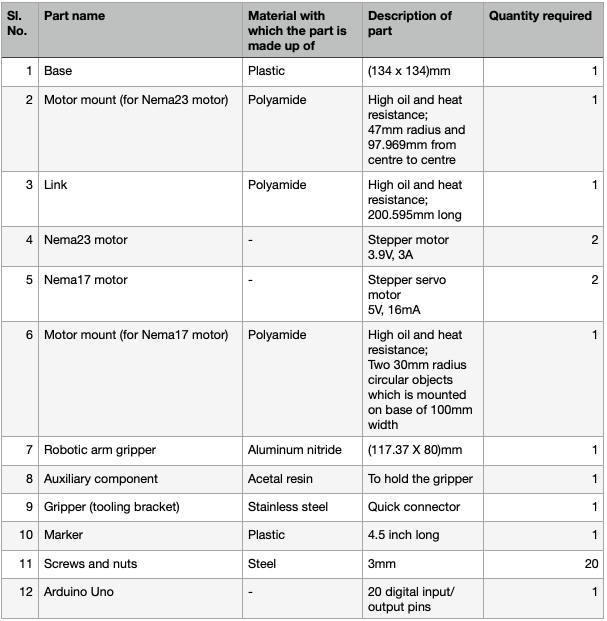 Sl. No. Part name Material with which the part is made up of Description of part Quantity required
1 Base Plastic (134 x 134)mm 1
2 Motor mount (for Nema23 motor) Polyamide High oil and heat resistance; 47mm radius and 97.969mm from centre to centre 1
3 Link Polyamide High oil and heat resistance; 200.595mm long 1
4 Nema23 motor - Stepper motor 3.9V, 3A 2
5 Nema17 motor - Stepper servo motor 5V, 16mA 2
6 Motor mount (for Nema17 motor) Polyamide High oil and heat resistance; Two 30mm radius circular objects which is mounted on base of 100mm width 1
7 Robotic arm gripper Aluminum nitride (117.37 X 80)mm 1
8 Auxiliary component Acetal resin To hold the gripper 1
9 Gripper (tooling bracket) Stainless steel Quick connector 1
10 Marker Plastic 4.5 inch long 1
11 Screws and nuts Steel 3mm 20
12 Arduino Uno - 20 digital input/ output pins 1